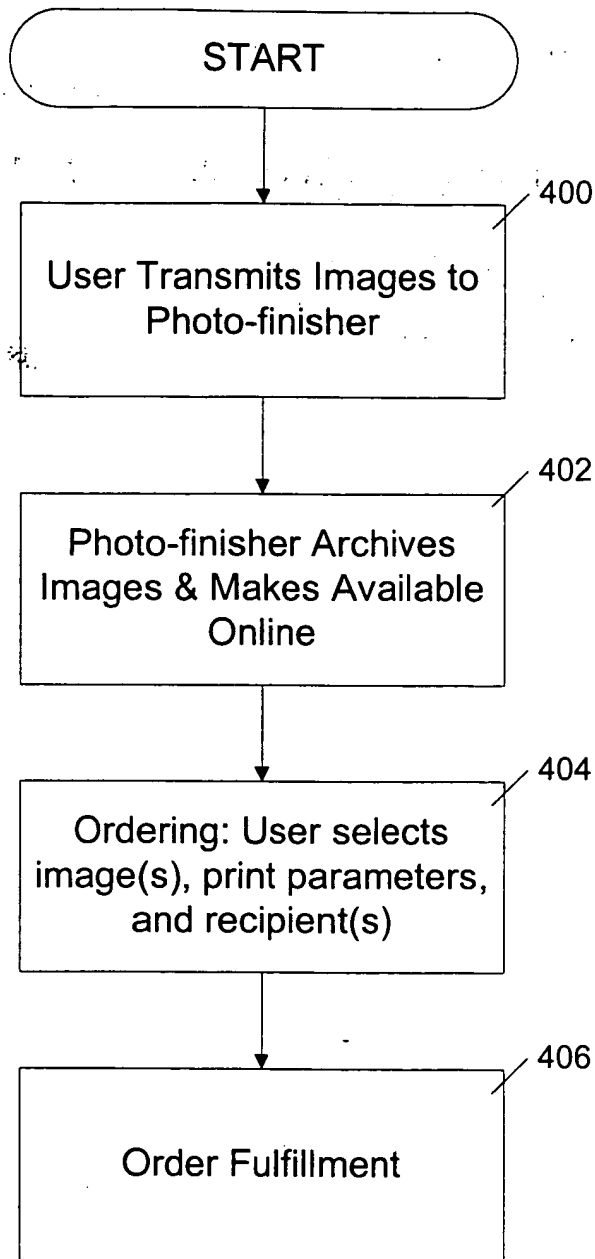 START
400
User Transmits Images to
Photo-finisher
402
Photo-finisher Archives
Images & Makes Available
Online
404
Ordering: User selects
image(s), print parameters,
and recipient(s)
406
Order Fulfillment